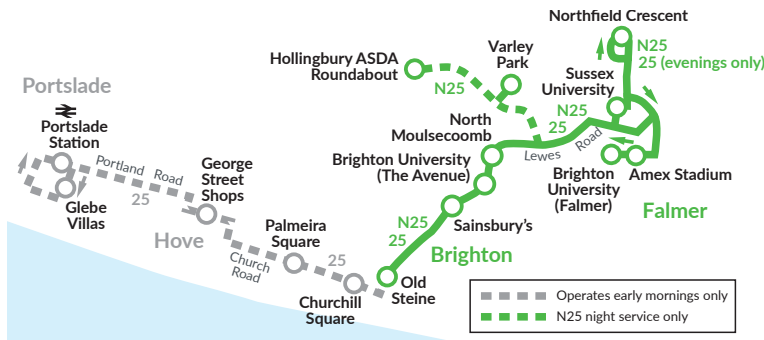 Northfield Crescent
N25
25 (evenings only)
Hollingbury ASDA
Roundabout
Varley
Park
Sussex
University
N25
N25
25
Portslade
Portslade
Station
Portland Road
25
George
Street
Shops
Glebe
Villas
Hove
North
Moulsecoomb
Brighton University
(The Avenue)
Lewes Road
Brighton
University
(Falmer)
Amex Stadium
Falmer
Palmeira
Square
N25
25
Sainsbury's
Brighton
Church
Road
25
Churchill
Square
Old
Steine
Operates early mornings only
N25 night service only